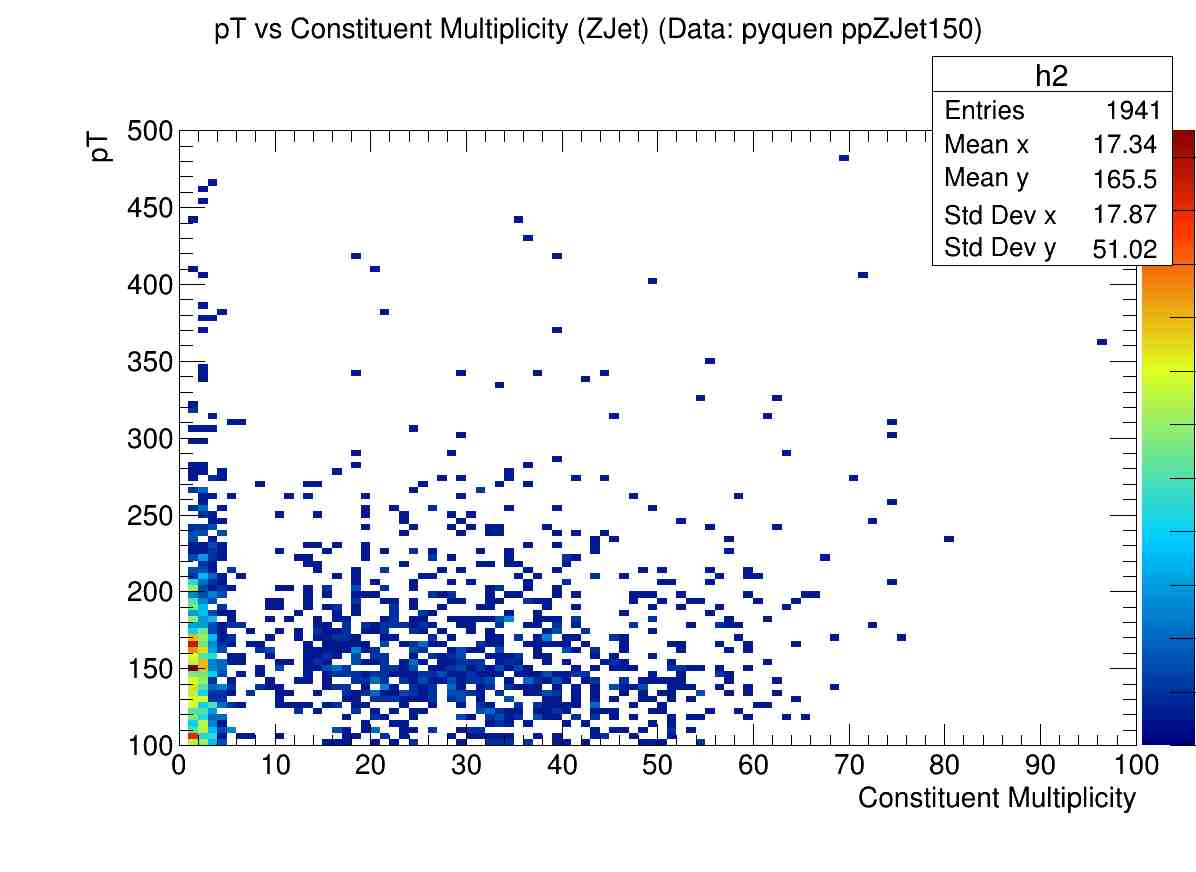 pT vs Constituent Multiplicity (ZJet) (Data: pyquen ppZJet150)
h2
Entries 1941
Mean x 17.34
Mean y 165.5
Std Dev x 17.87
Std Dev y 51.02
pT
500
450
400
350
300
250
200
150
100
0 10 20 30 40 50 60 70 80 90 100
Constituent Multiplicity